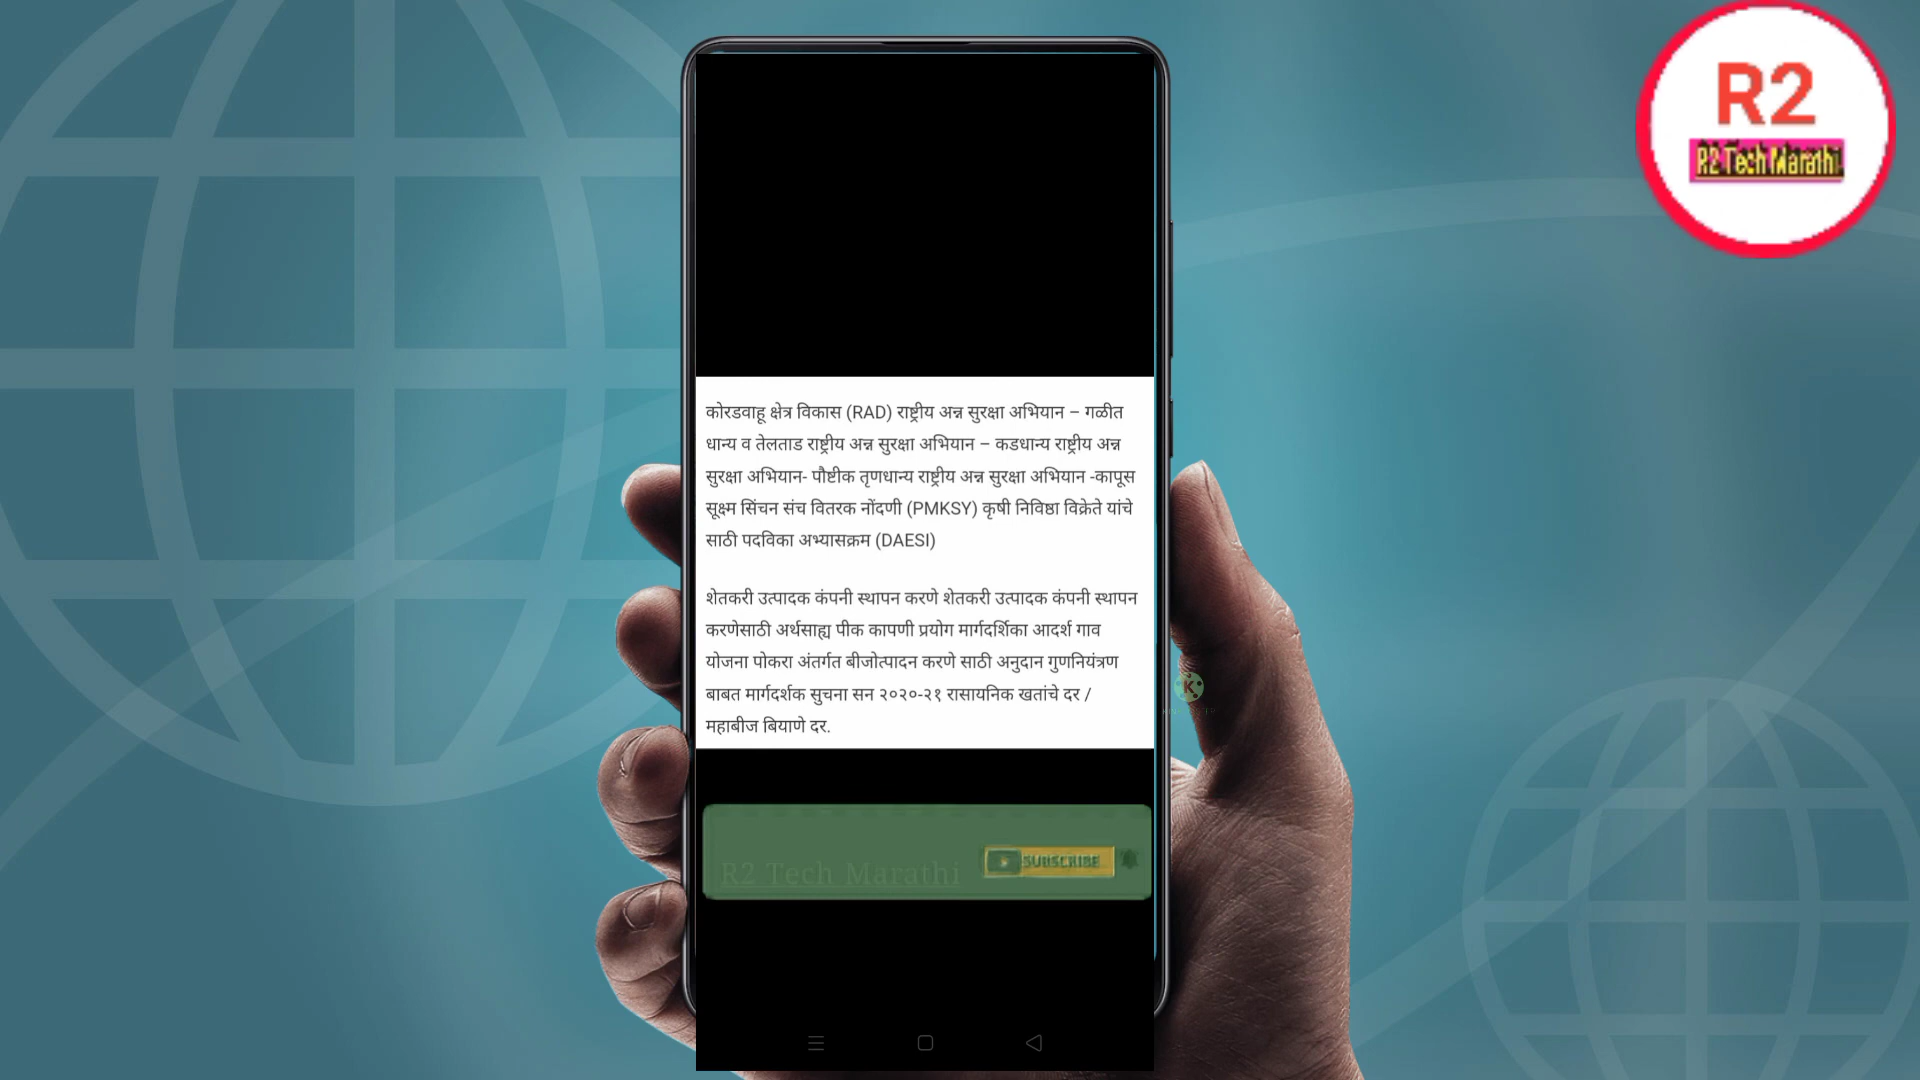 R2
R2 Tech Marathi
कोरडवाहू क्षेत्र विकास (RAD) राष्ट्रीय अन्न सुरक्षा अभियान – गळीत
धान्य व तेलताड राष्ट्रीय अन्न सुरक्षा अभियान – कडधान्य राष्ट्रीय अन्न
सुरक्षा अभियान- पौष्टीक तृणधान्य राष्ट्रीय अन्न सुरक्षा अभियान -कापूस
सूक्ष्म सिंचन संच वितरक नोंदणी (PMKSY) कृषी निविष्ठा विक्रेते यांचे
साठी पदविका अभ्यासक्रम (DAESI)
शेतकरी उत्पादक कंपनी स्थापन करणे शेतकरी उत्पादक कंपनी स्थापन
करणेसाठी अर्थसाह्य पीक कापणी प्रयोग मार्गदर्शिका आदर्श गाव
योजना पोकरा अंतर्गत बीजोत्पादन करणे साठी अनुदान गुणनियंत्रण
बाबत मार्गदर्शक सुचना सन २०२०-२१ रासायनिक खतांचे दर /
महाबीज बियाणे दर.
R2 Tech Marathi
SUBSCRIBE